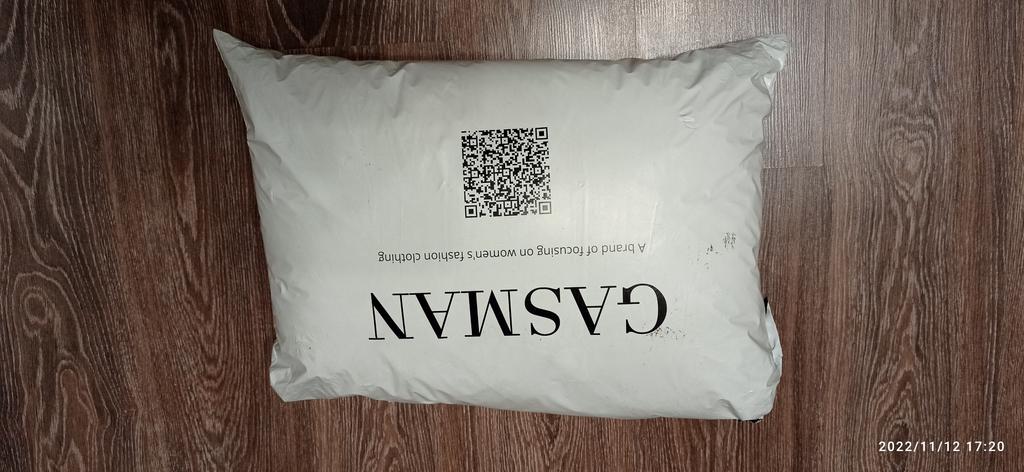 GASMAN
A brand of focusing on women's fashion clothing
2022/11/12 17:20